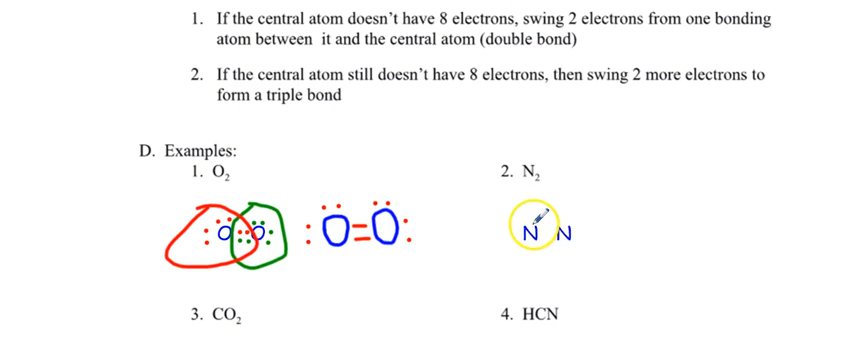 1. If the central atom doesn't have 8 electrons, swing 2 electrons from one bonding
atom between it and the central atom (double bond)
2. If the central atom still doesn't have 8 electrons, then swing 2 more electrons to
form a triple bond
D. Examples:
1. O₂
2. N₂
O O :Ö=Ö:
N N
3. CO₂
4. HCN